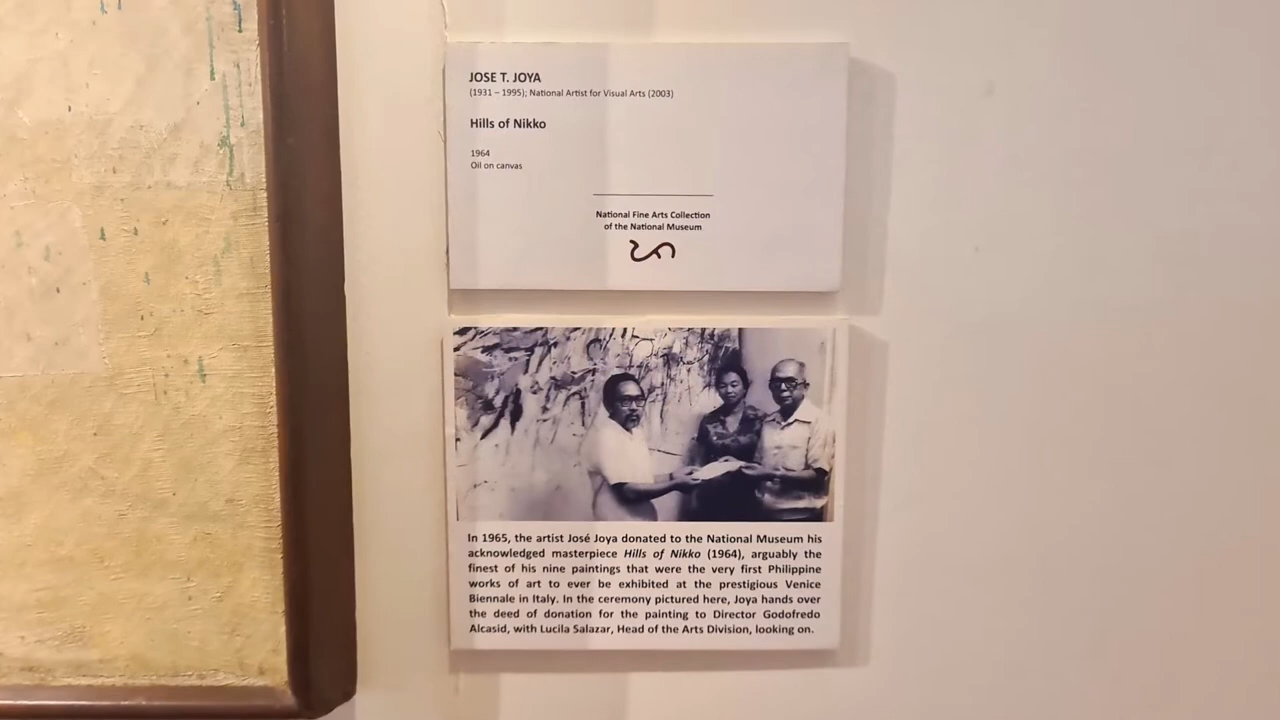 JOSE T. JOYA
(1931 – 1995); National Artist for Visual Arts (2003)
Hills of Nikko
1964
Oil on canvas
National Fine Arts Collection
of the National Museum
In 1965, the artist José Joya donated to the National Museum his
acknowledged masterpiece Hills of Nikko (1964), arguably the
finest of his nine paintings that were the very first Philippine
works of art to ever be exhibited at the prestigious Venice
Biennale in Italy. In the ceremony pictured here, Joya hands over
the deed of donation for the painting to Director Godofredo
Alcasid, with Lucila Salazar, Head of the Arts Division, looking on.